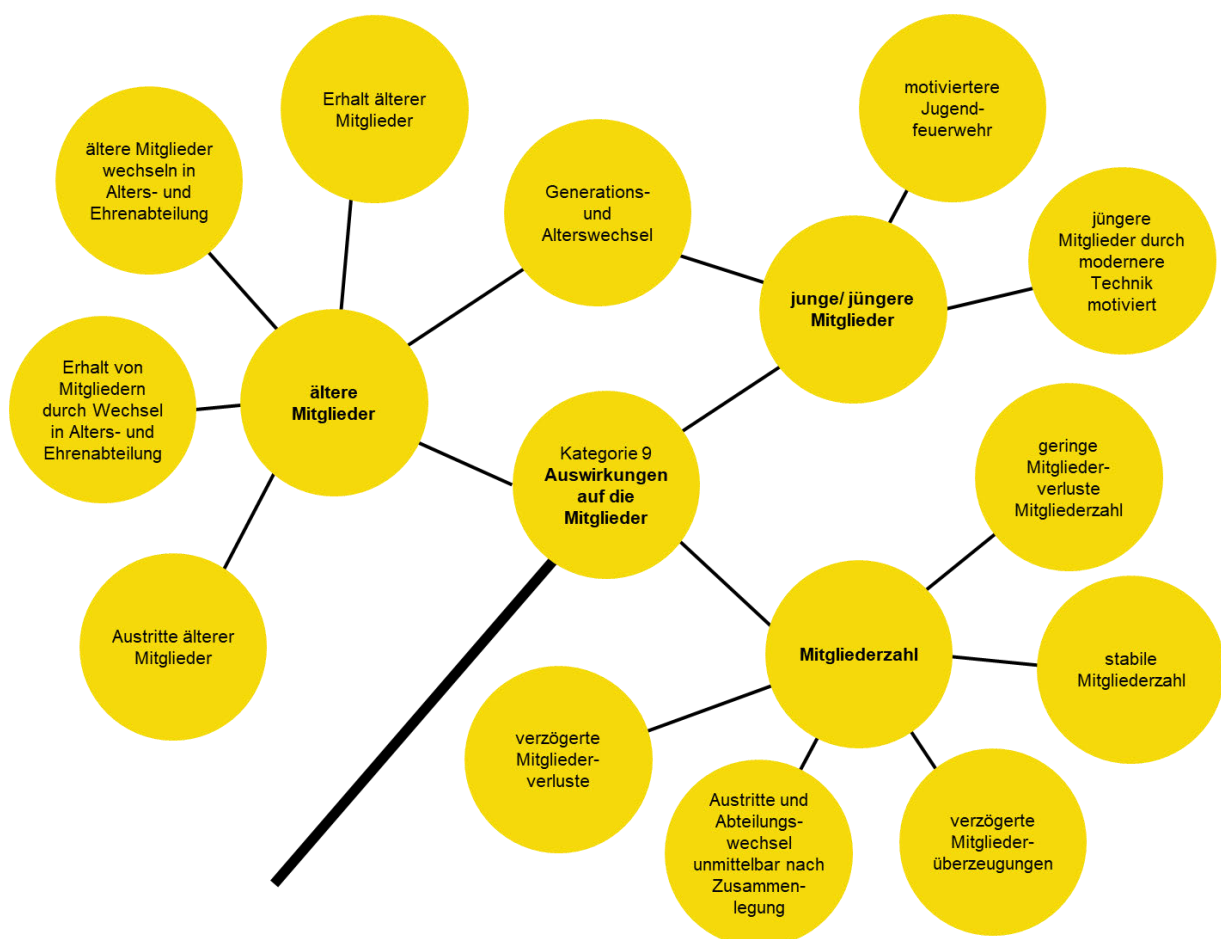 motiviertere
Jugend-
feuerwehr
Erhalt älterer
Mitglieder
ältere Mitglieder
wechseln in
Alters- und
Ehrenabteilung
Generations-
und
Alterswechsel
jüngere
Mitglieder durch
modernere
Technik
motiviert
junge/ jüngere
Mitglieder
Erhalt von
Mitgliedern
durch Wechsel
in Alters- und
Ehrenabteilung
ältere
Mitglieder
Kategorie 9
Auswirkungen
auf die
Mitglieder
geringe
Mitglieder-
verluste
Mitgliederzahl
Austritte älterer
Mitglieder
Mitgliederzahl
stabile
Mitgliederzahl
verzögerte
Mitglieder-
verluste
Austritte und
Abteilungs-
wechsel
unmittelbar nach
Zusammen-
legung
verzögerte
Mitglieder-
überzeugungen